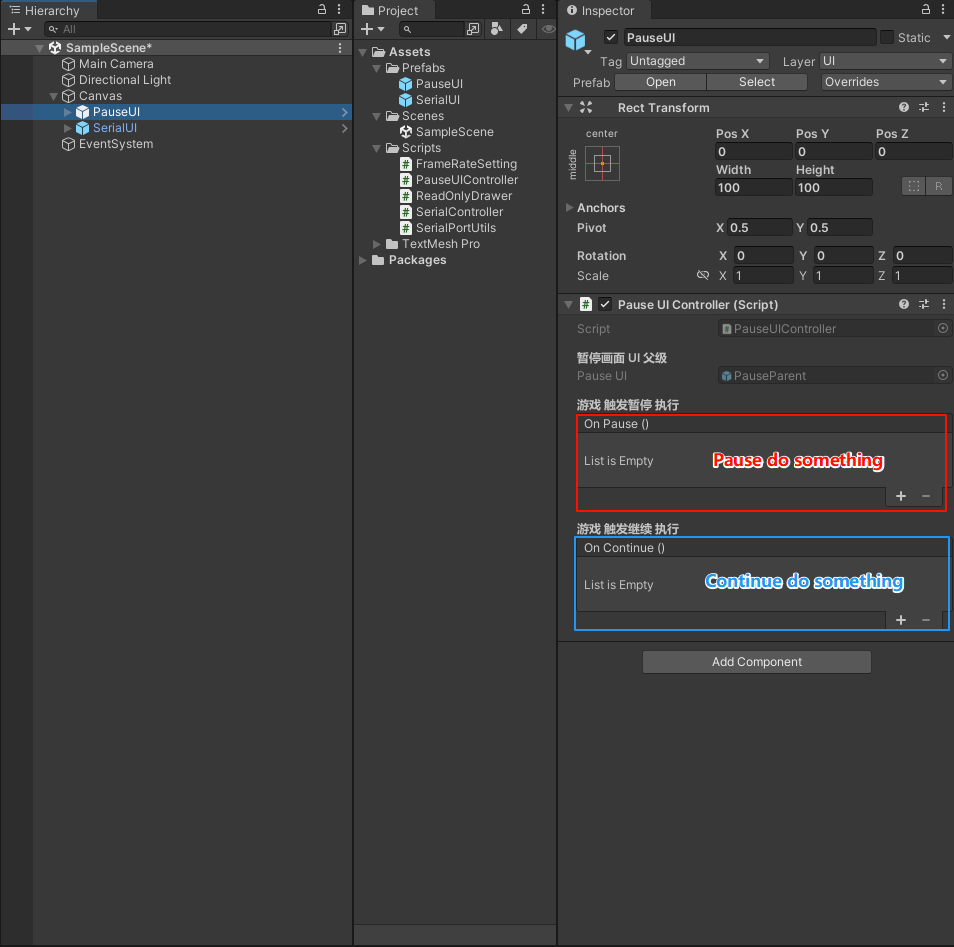 Hierarchy
All
SampleScene*
Main Camera
Directional Light
Canvas
PauseUI
SerialUI
EventSystem
Project
Assets
Prefabs
PauseUI
SerialUI
Scenes
SampleScene
Scripts
FrameRateSetting
PauseUIController
ReadOnlyDrawer
SerialController
SerialPortUtils
TextMesh Pro
Packages
Inspector
PauseUI Static
Tag Untagged Layer UI
Prefab Open Select Overrides
Rect Transform
center
middle
Pos X Pos Y Pos Z
0 0 0
Width Height
100 100
R
Anchors
Pivot X 0.5 Y 0.5
Rotation X 0 Y 0 Z 0
Scale X 1 Y 1 Z 1
# Pause UI Controller (Script)
Script PauseUIController
暂停画面 UI 父级
Pause UI PauseParent
游戏 触发暂停 执行
On Pause ()
List is Empty Pause do something
游戏 触发继续 执行
On Continue ()
List is Empty Continue do something
Add Component